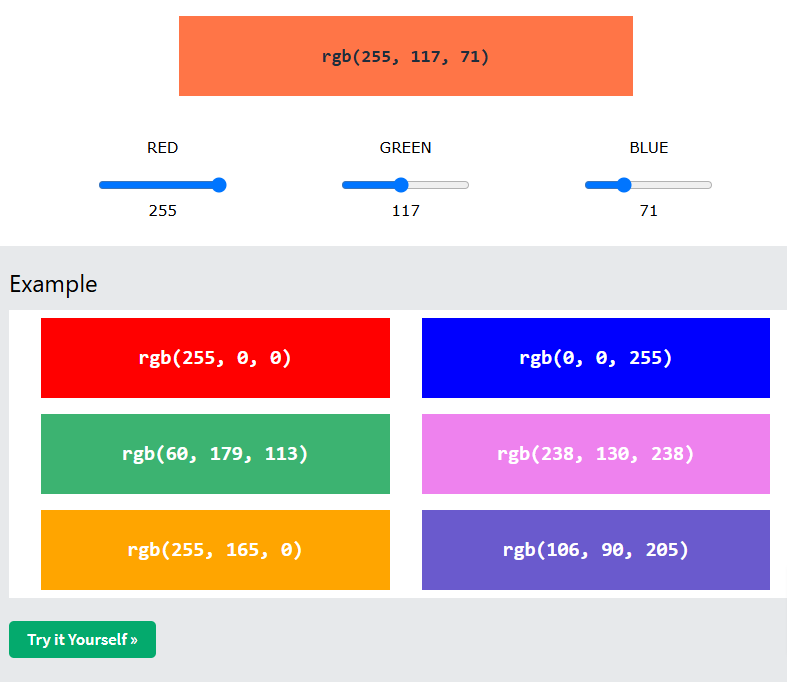 rgb(255, 117, 71)
RED GREEN BLUE
255 117 71
Example
rgb(255, 0, 0) rgb(0, 0, 255)
rgb(60, 179, 113) rgb(238, 130, 238)
rgb(255, 165, 0) rgb(106, 90, 205)
Try it Yourself »